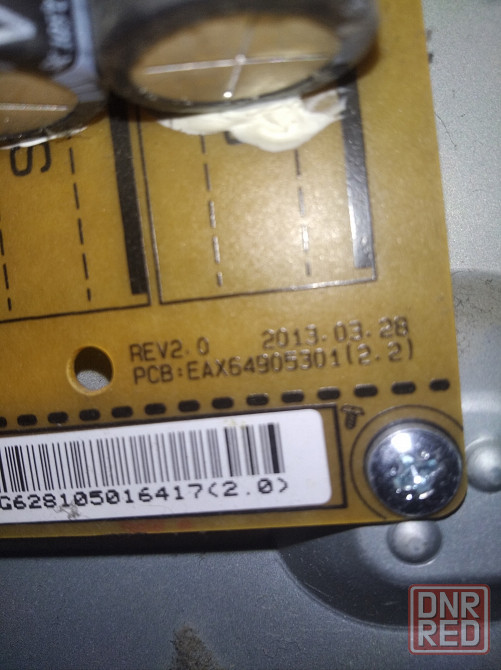 REV2.0 2013.03.28
PCB:EAX64905301(2.2)
G628105016417(2.0)
DNR
RED